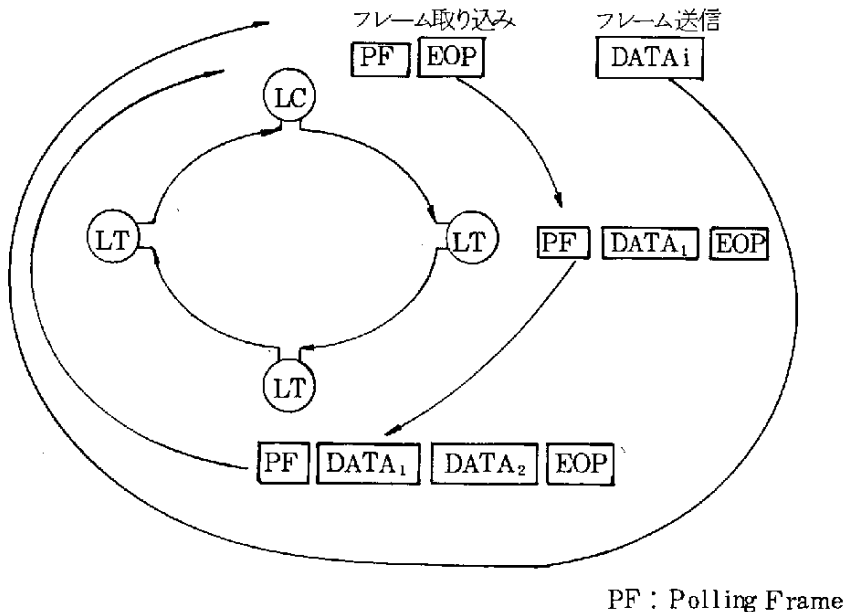 フレーム取り込み フレーム送信
PF EOP DATAi
LC
LT LT PF DATA₁ EOP
LT
PF DATA₁ DATA₂ EOP
PF : Polling Frame